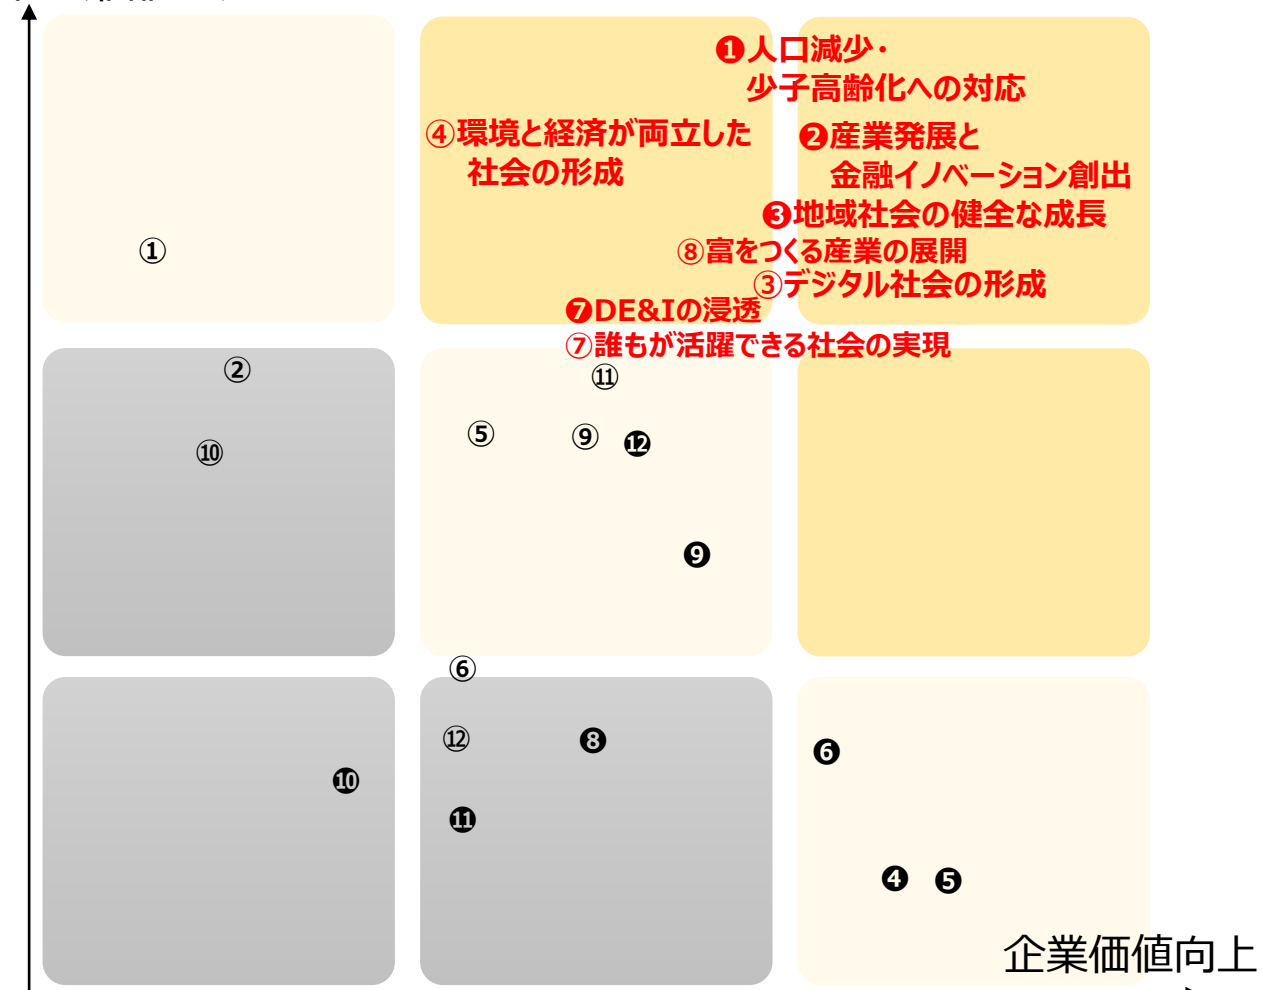 ❶人口減少・
少子高齢化への対応
④環境と経済が両立した
社会の形成
❷産業発展と
金融イノベーション創出
❸地域社会の健全な成長
⑧富をつくる産業の展開
①
③デジタル社会の形成
❼DE&Iの浸透
⑦誰もが活躍できる社会の実現
②
⑪
⑤
⑨
⓬
⑩
❾
⑥
⑫
❽
❻
❿
⓫
❹
❺
企業価値向上